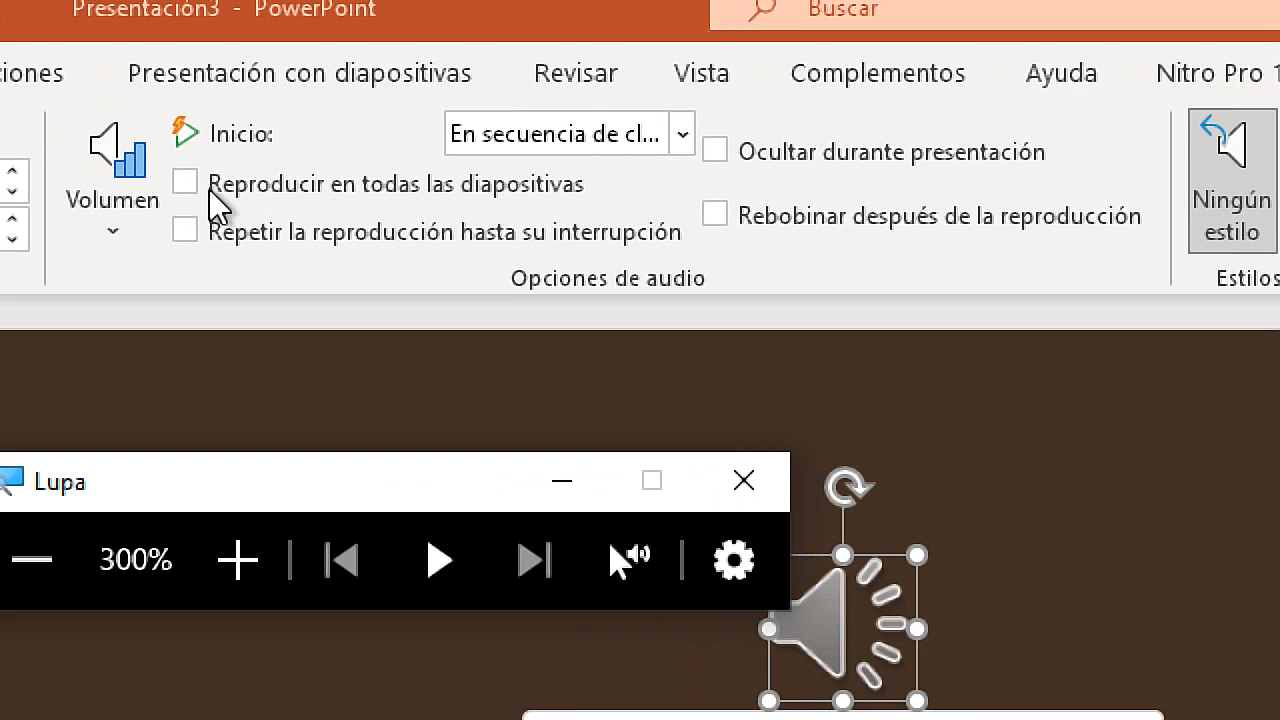 Presentación3 - PowerPoint
Buscar
ciones Presentación con diapositivas Revisar Vista Complementos Ayuda Nitro Pro 1
Volumen
Inicio:
En secuencia de cl...
Reproducir en todas las diapositivas
Repetir la reproducción hasta su interrupción
Ocultar durante presentación
Rebobinar después de la reproducción
Opciones de audio
Ningún
estilo
Estilos
Lupa
300%